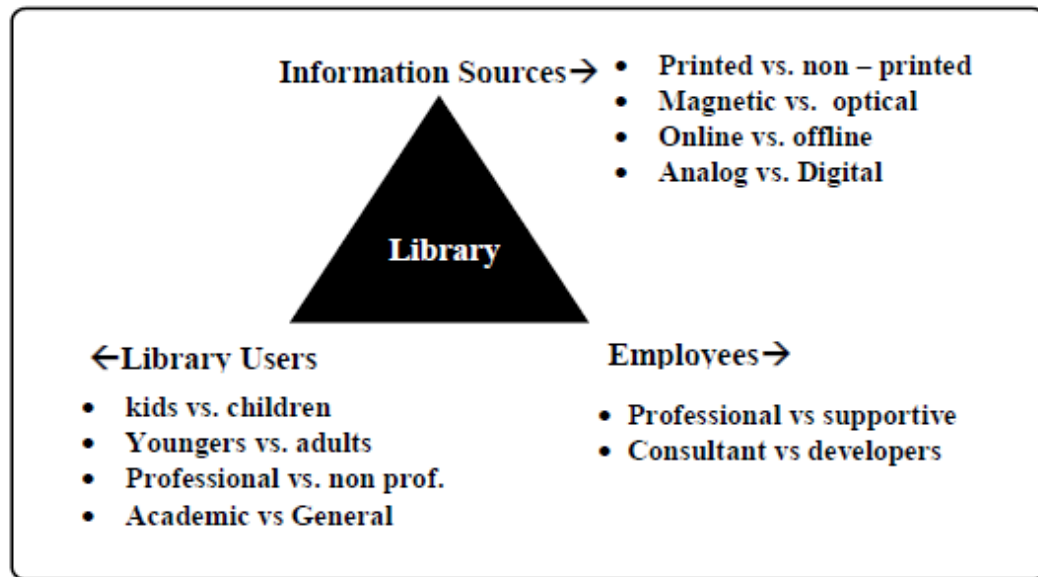 Information Sources→
• Printed vs. non – printed
• Magnetic vs. optical
• Online vs. offline
• Analog vs. Digital
Library
←Library Users
• kids vs. children
• Youngers vs. adults
• Professional vs. non prof.
• Academic vs General
Employees→
• Professional vs supportive
• Consultant vs developers